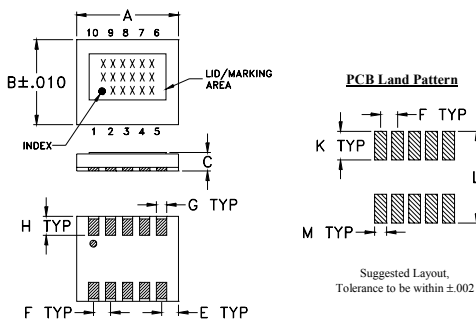 A
10 9 8 7 6
B±.010
XXXXXX
XXXXXX
XXXXXX
LID/MARKING
AREA
INDEX
1 2 3 4 5
C
G TYP
H TYP
F TYP
E TYP
PCB Land Pattern
F TYP
K TYP
L
M TYP
Suggested Layout,
Tolerance to be within ±.002